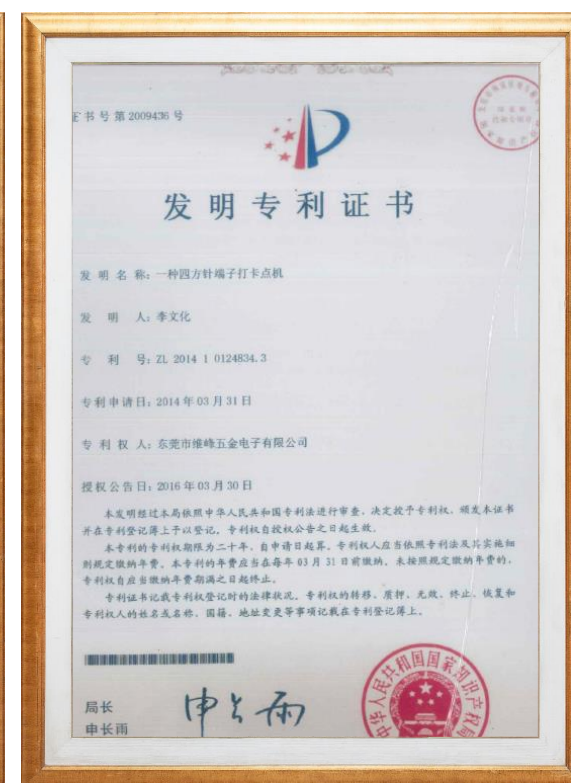 证书号第2009436号
发明专利证书
发明名称：一种四方针端子打卡点机
发明人：李文化
专利号：ZL 2014 1 0124834.3
专利申请日：2014年03月31日
专利权人：东莞市维峰五金电子有限公司
授权公告日：2016年03月30日
本发明经过本局依照中华人民共和国专利法进行审查，决定授予专利权，颁发本证书
并在专利登记簿上予以登记。专利权自授权公告之日起生效。
本专利的专利权期限为二十年，自申请日起算。专利权人应当依照专利法及其实施细
则规定缴纳年费。本专利的年费应当在每年03月31日前缴纳。未按照规定缴纳年费的，
专利权自应当缴纳年费期满之日起终止。
专利证书记载专利权登记时的法律状况。专利权的转移、质押、无效、终止、恢复和
专利权人的姓名或名称、国籍、地址变更等事项记载在专利登记簿上。
局长
申长雨
申长雨
中华人民共和国国家知识产权局